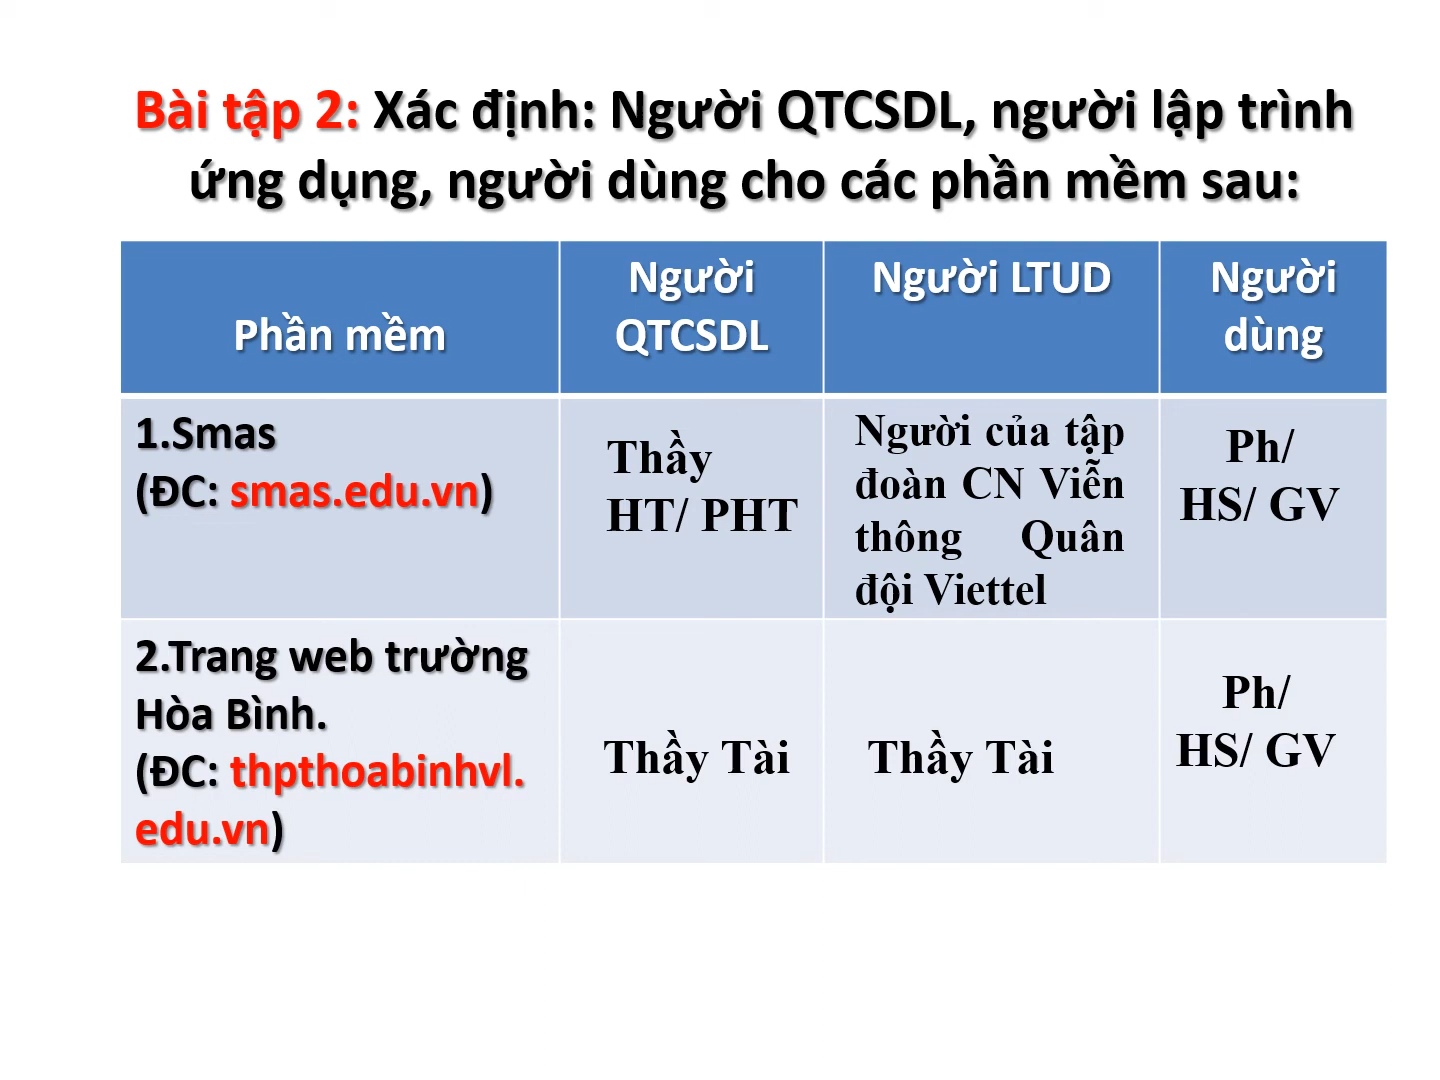 Bài tập 2: Xác định: Người QTCSDL, người lập trình
ứng dụng, người dùng cho các phần mềm sau:
Phần mềm
Người
QTCSDL
Người LTUD
Người
dùng
1.Smas
(ĐC: smas.edu.vn)
Thầy
HT/ PHT
Người của tập
đoàn CN Viễn
thông Quân
đội Viettel
Ph/
HS/ GV
2.Trang web trường
Hòa Bình.
(ĐC: thpthoabinhvl.
edu.vn)
Thầy Tài
Thầy Tài
Ph/
HS/ GV